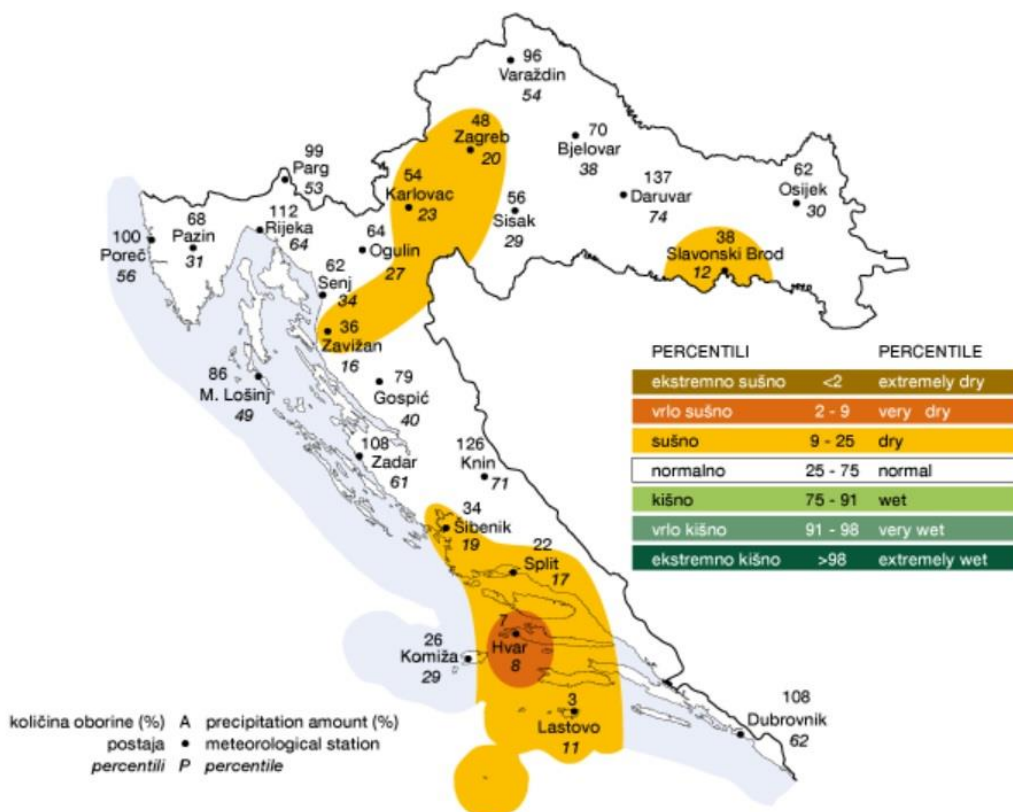 96
Varaždin
54
48
Zagreb
20
70
Bjelovar
38
99
Parg
53
62
Osijek
30
137
Daruvar
74
54
Karlovac
23
56
Sisak
29
112
Rijeka
64
68
Pazin
31
100
Poreč
56
64
Ogulin
27
38
Slavonski Brod
12
62
Senj
34
36
Zavižan
16
86
M. Lošinj
49
79
Gospić
40
108
Zadar
61
126
Knin
71
34
Šibenik
19
22
Split
17
7
Hvar
8
26
Komiža
29
3
Lastovo
11
108
Dubrovnik
62
PERCENTILI PERCENTILE
ekstremno sušno <2 extremely dry
vrlo sušno 2 - 9 very dry
sušno 9 - 25 dry
normalno 25 - 75 normal
kišno 75 - 91 wet
vrlo kišno 91 - 98 very wet
ekstremno kišno >98 extremely wet
količina oborine (%) A precipitation amount (%)
postaja • meteorological station
percentili P percentile